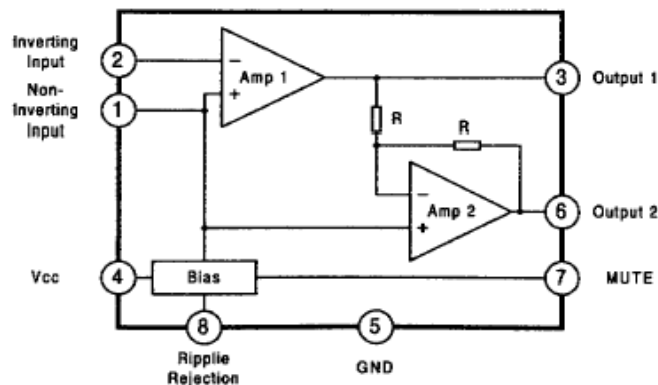 Inverting
Input
2
Non-
Inverting
Input
1
Amp 1
−
+
3
Output 1
R
R
Amp 2
−
+
6
Output 2
Vcc
4
Bias
7
MUTE
8
Ripplie
Rejection
5
GND